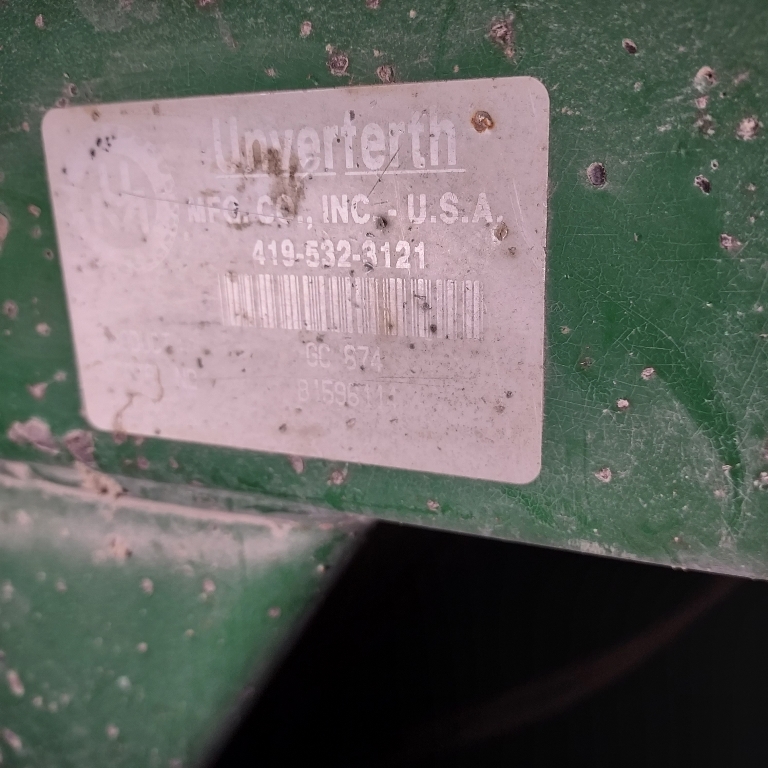 Unverferth
MFG. CO., INC. - U.S.A.
419-532-3121
GC 674